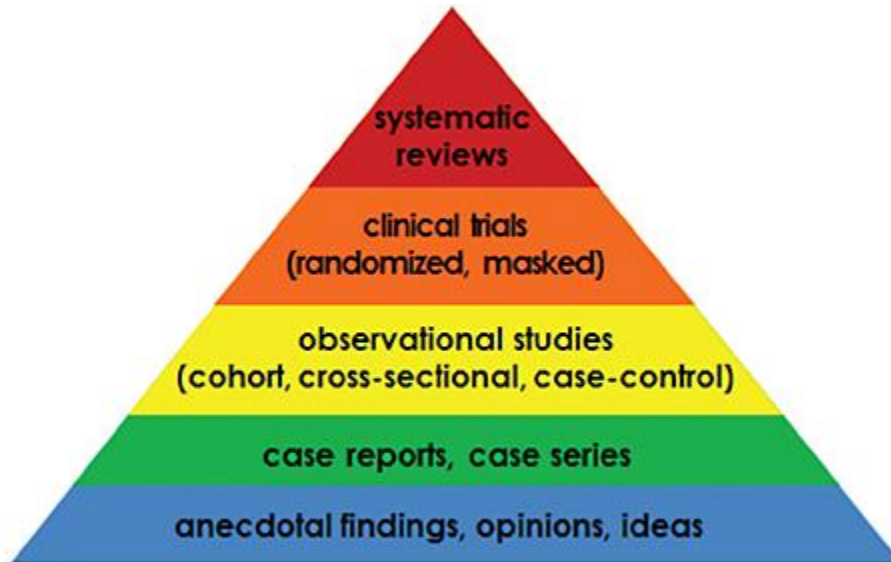 systematic
reviews
clinical trials
(randomized, masked)
observational studies
(cohort, cross-sectional, case-control)
case reports, case series
anecdotal findings, opinions, ideas